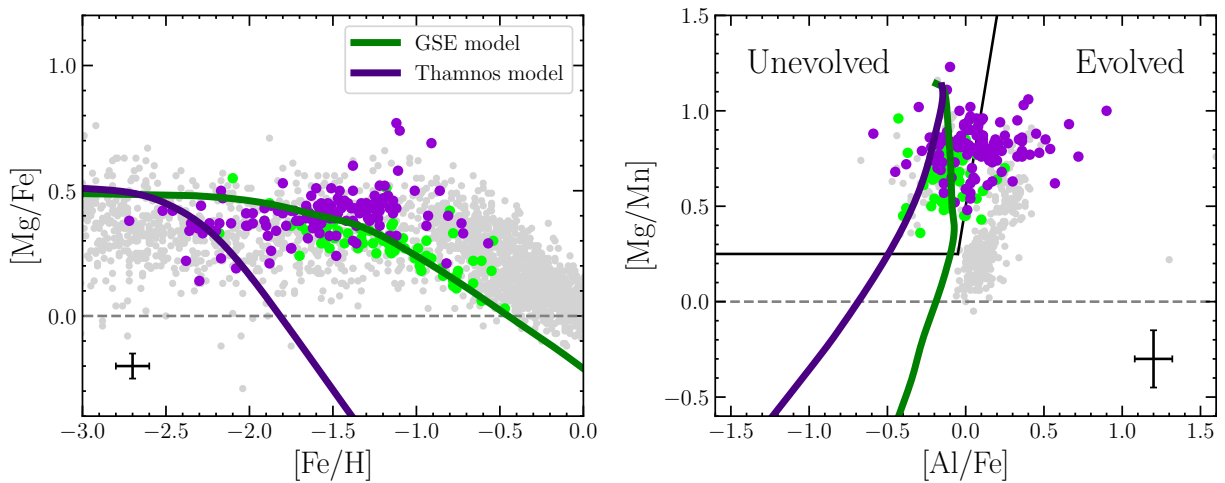 GSE model
Thamnos model
1.0
0.5
0.0
[Mg/Fe]
−3.0 −2.5 −2.0 −1.5 −1.0 −0.5 0.0
[Fe/H]
Unevolved Evolved
1.5
1.0
0.5
0.0
−0.5
[Mg/Mn]
−1.5 −1.0 −0.5 0.0 0.5 1.0 1.5
[Al/Fe]